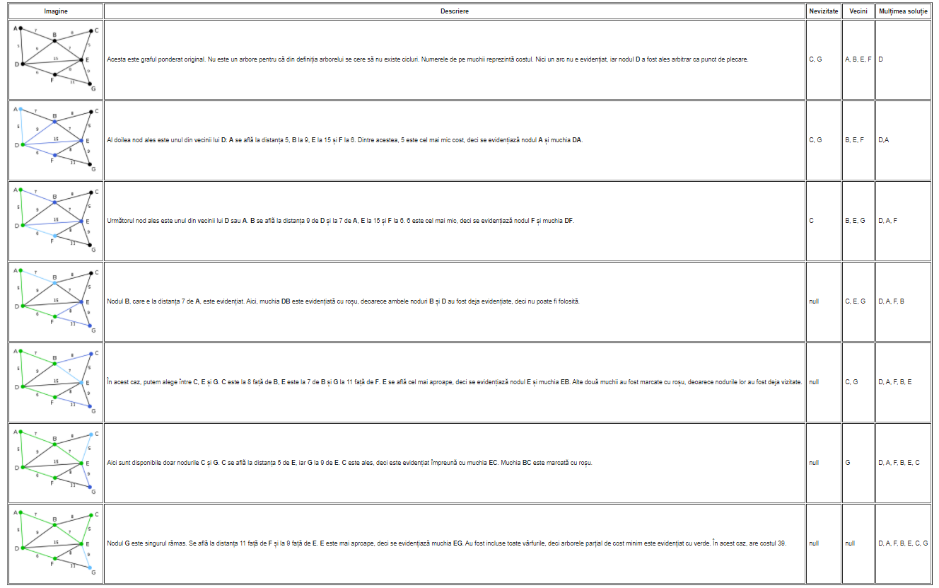 Imagine Descriere Nevizitate Vecini Mulțimea soluție
Acesta este graful ponderat original. Nu este un arbore pentru că din definiția arborelui se cere să nu existe cicluri. Numerele de pe muchii reprezintă costul. Nici un arc nu e evidențiat, iar nodul D a fost ales arbitrar ca punct de plecare. C, G A, B, E, F D
Al doilea nod ales este unul din vecinii lui D: A se află la distanța 5, B la 9, E la 15 și F la 6. Dintre acestea, 5 este cel mai mic cost, deci se evidențiază nodul A și muchia DA. C, G B, E, F D,A
Următorul nod ales este unul din vecinii lui D sau A. B se află la distanța 9 de D și la 7 de A, E la 15 și F la 6. 6 este cel mai mic, deci se evidențiază nodul F și muchia DF. C B, E, G D, A, F
Nodul B, care e la distanța 7 de A, este evidențiat. Aici, muchia DB este evidențiată cu roșu, deoarece ambele noduri B și D au fost deja evidențiate, deci nu poate fi folosită. null C, E, G D, A, F, B
În acest caz, putem alege între C, E și G. C este la 8 față de B, E este la 7 de B și G la 11 față de F. E se află cel mai aproape, deci se evidențiază nodul E și muchia EB. Alte două muchii au fost marcate cu roșu, deoarece nodurile lor au fost deja vizitate. null C, G D, A, F, B, E
Aici sunt disponibile doar nodurile C și G. C se află la distanța 5 de E, iar G la 9 de E. C este ales, deci este evidențiat împreună cu muchia EC. Muchia BC este marcată cu roșu. null G D, A, F, B, E, C
Nodul G este singurul rămas. Se află la distanța 11 față de F și la 9 față de E. E este mai aproape, deci se evidențiază muchia EG. Au fost incluse toate vârfurile, deci arborele parțial de cost minim este evidențiat cu verde. În acest caz, are costul 39. null null D, A, F, B, E, C, G